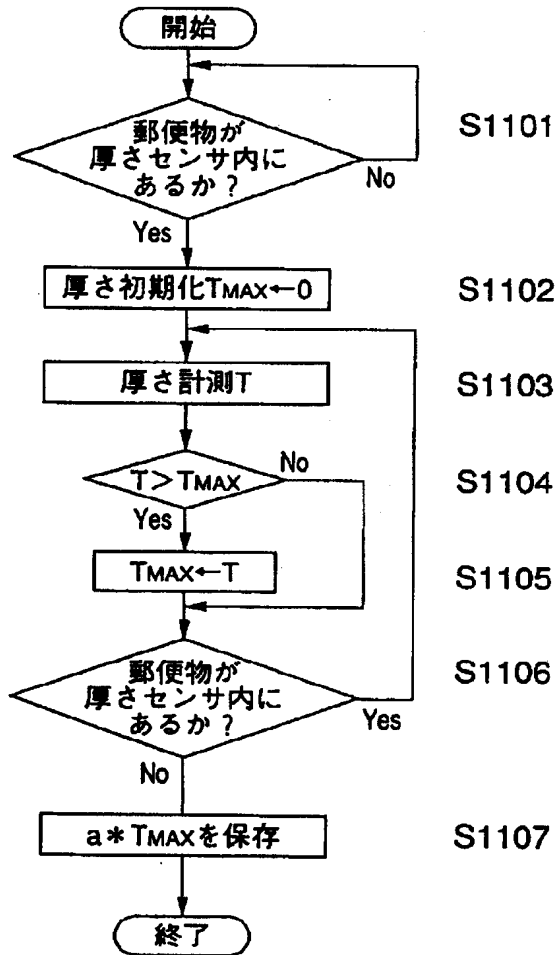 開始
郵便物が
厚さセンサ内に
あるか?
S1101
No
Yes
厚さ初期化TMAX←0
S1102
厚さ計測T
S1103
T>TMAX
No
S1104
Yes
TMAX←T
S1105
郵便物が
厚さセンサ内に
あるか?
S1106
Yes
No
a*TMAXを保存
S1107
終了